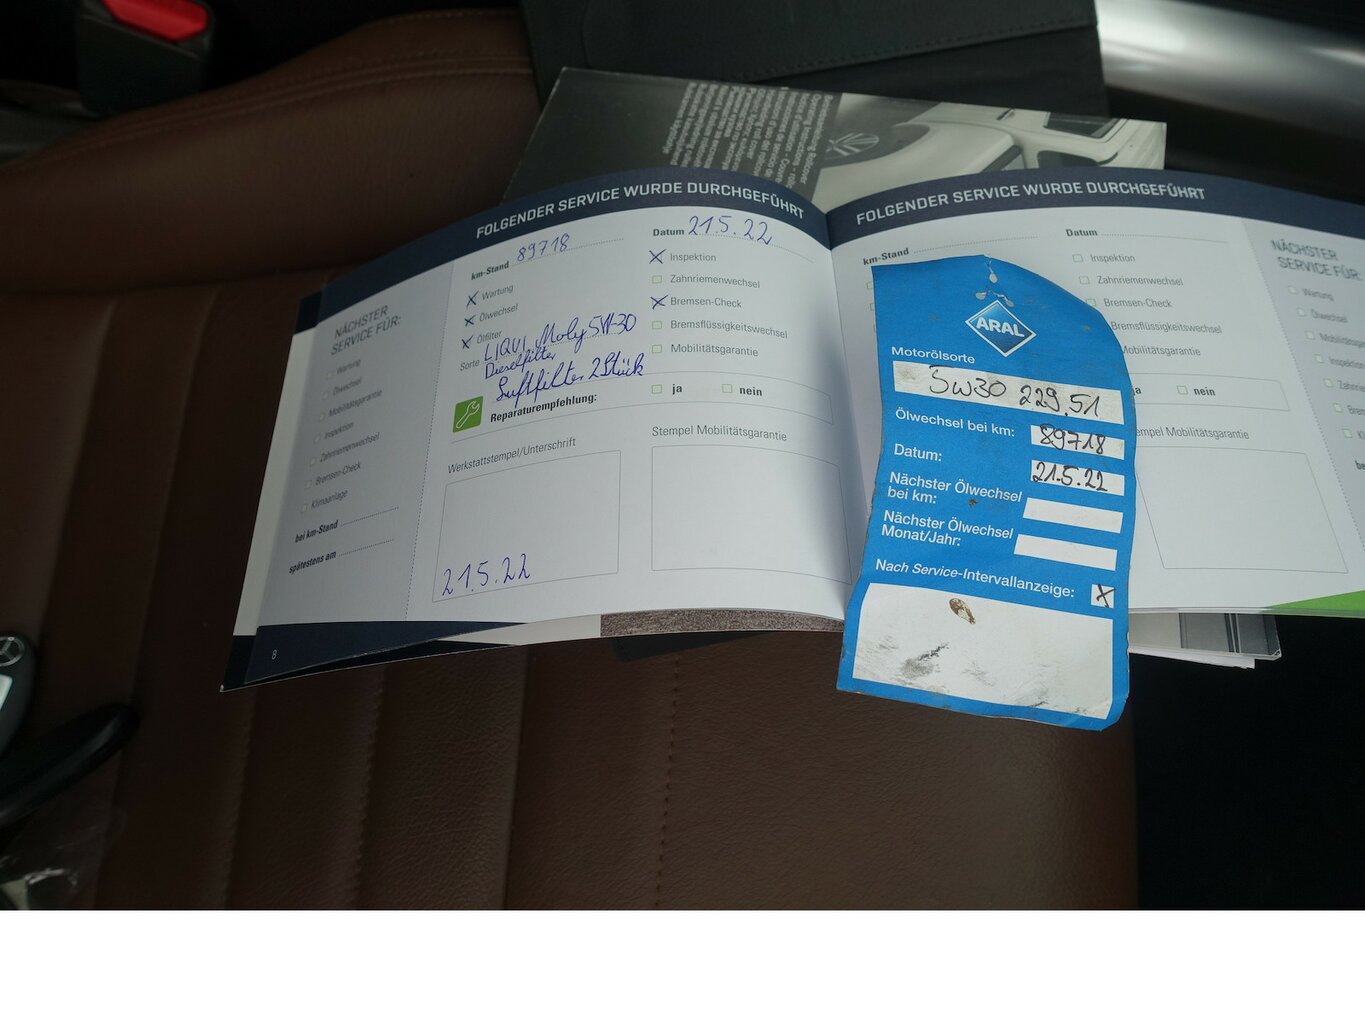 FOLGENDER SERVICE WURDE DURCHGEFÜHRT
NÄCHSTER
SERVICE FÜR:
Wartung
Ölwechsel
Mobilitätsgarantie
Inspektion
Zahnriemenwechsel
Bremsen-Check
Klimaanlage
bei km-Stand
spätestens am
8
km-Stand 89718
Wartung
Ölwechsel
Ölfilter
Sorte LIQUI Moly 5W-30
Dieselfilter
Luftfilter 2 Stück
Reparaturempfehlung:
Werkstattstempel/Unterschrift
21.5.22
Datum 21.5.22
Inspektion
Zahnriemenwechsel
Bremsen-Check
Bremsflüssigkeitswechsel
Mobilitätsgarantie
ja nein
Stempel Mobilitätsgarantie
FOLGENDER SERVICE WURDE DURCHGEFÜHRT
km-Stand
Datum
Inspektion
Zahnriemenwechsel
Bremsen-Check
Bremsflüssigkeitswechsel
Mobilitätsgarantie
ja nein
Stempel Mobilitätsgarantie
NÄCHSTER
SERVICE FÜR:
Wartung
Ölwechsel
ARAL
Motorölsorte
5W30 229,51
Ölwechsel bei km: 89718
Datum: 21.5.22
Nächster Ölwechsel
bei km:
Nächster Ölwechsel
Monat/Jahr:
Nach Service-Intervallanzeige: X